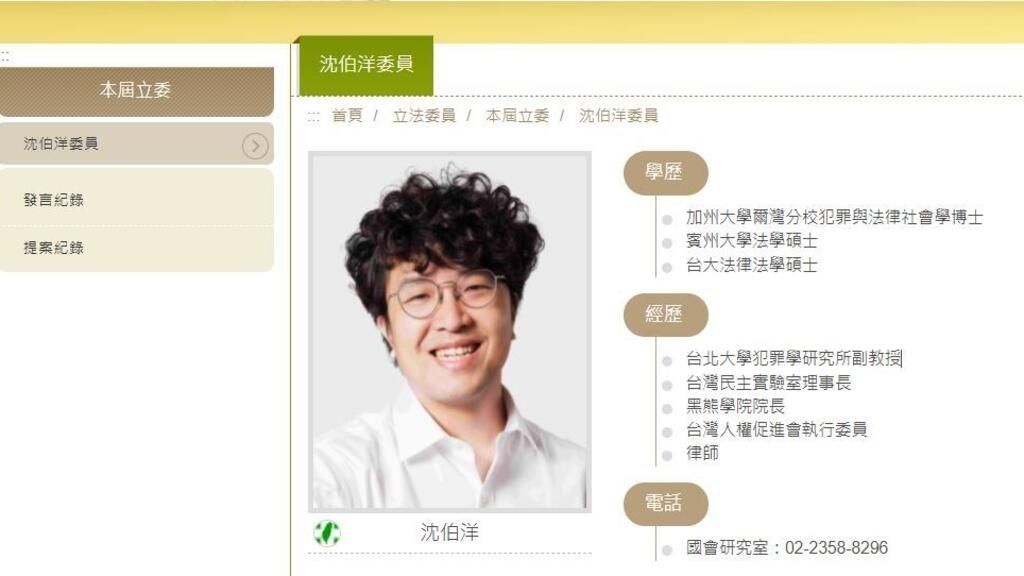 沈伯洋委員
:::
本屆立委
沈伯洋委員
發言紀錄
提案紀錄
::: 首頁 / 立法委員 / 本屆立委 / 沈伯洋委員
沈伯洋
學歷
加州大學爾灣分校犯罪與法律社會學博士
賓州大學法學碩士
台大法律法學碩士
經歷
台北大學犯罪學研究所副教授
台灣民主實驗室理事長
黑熊學院院長
台灣人權促進會執行委員
律師
電話
國會研究室：02-2358-8296